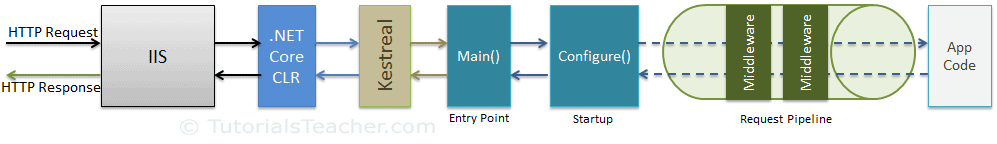 HTTP Request
HTTP Response
IIS
.NET
Core
CLR
Kestreal
Main()
Entry Point
Configure()
Startup
Middleware
Middleware
Request Pipeline
App
Code
© TutorialsTeacher.com